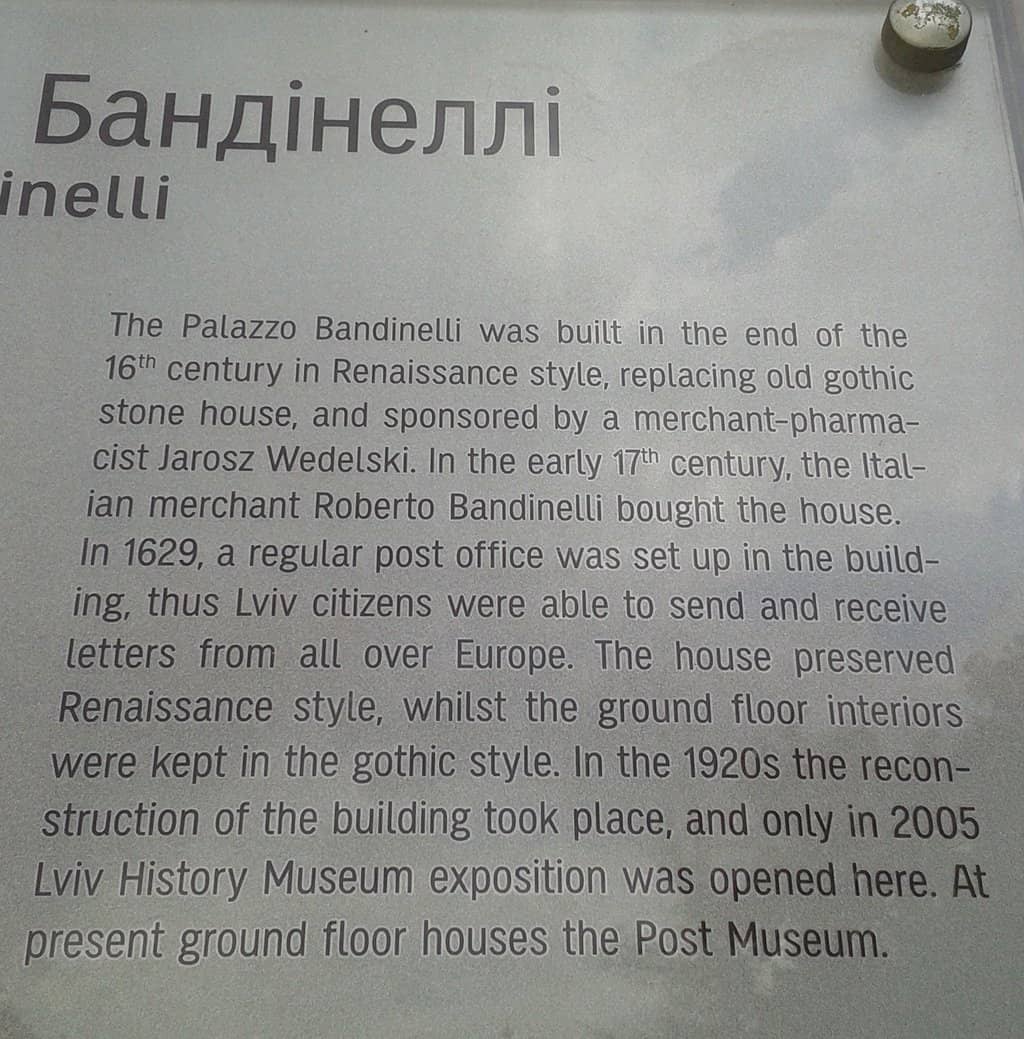 Бандінеллі
inelli
The Palazzo Bandinelli was built in the end of the
16th century in Renaissance style, replacing old gothic
stone house, and sponsored by a merchant-pharma-
cist Jarosz Wedelski. In the early 17th century, the Ital-
ian merchant Roberto Bandinelli bought the house.
In 1629, a regular post office was set up in the build-
ing, thus Lviv citizens were able to send and receive
letters from all over Europe. The house preserved
Renaissance style, whilst the ground floor interiors
were kept in the gothic style. In the 1920s the recon-
struction of the building took place, and only in 2005
Lviv History Museum exposition was opened here. At
present ground floor houses the Post Museum.